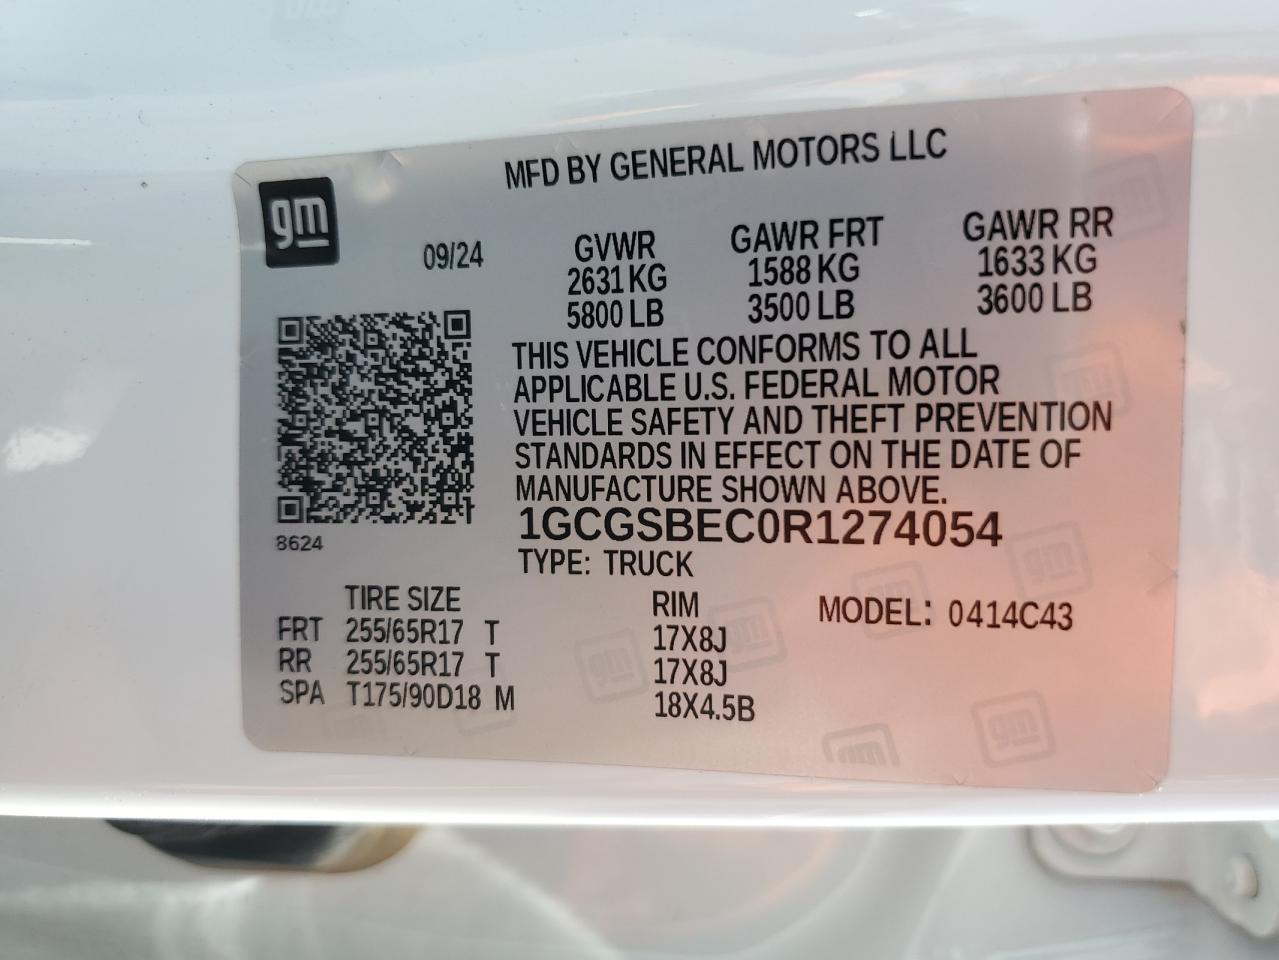 MFD BY GENERAL MOTORS LLC
gm
09/24
GVWR GAWR FRT GAWR RR
2631 KG 1588 KG 1633 KG
5800 LB 3500 LB 3600 LB
THIS VEHICLE CONFORMS TO ALL
APPLICABLE U.S. FEDERAL MOTOR
VEHICLE SAFETY AND THEFT PREVENTION
STANDARDS IN EFFECT ON THE DATE OF
MANUFACTURE SHOWN ABOVE.
1GCGSBEC0R1274054
8624
TYPE: TRUCK
TIRE SIZE RIM MODEL: 0414C43
FRT 255/65R17 T 17X8J
RR 255/65R17 T 17X8J
SPA T175/90D18 M 18X4.5B